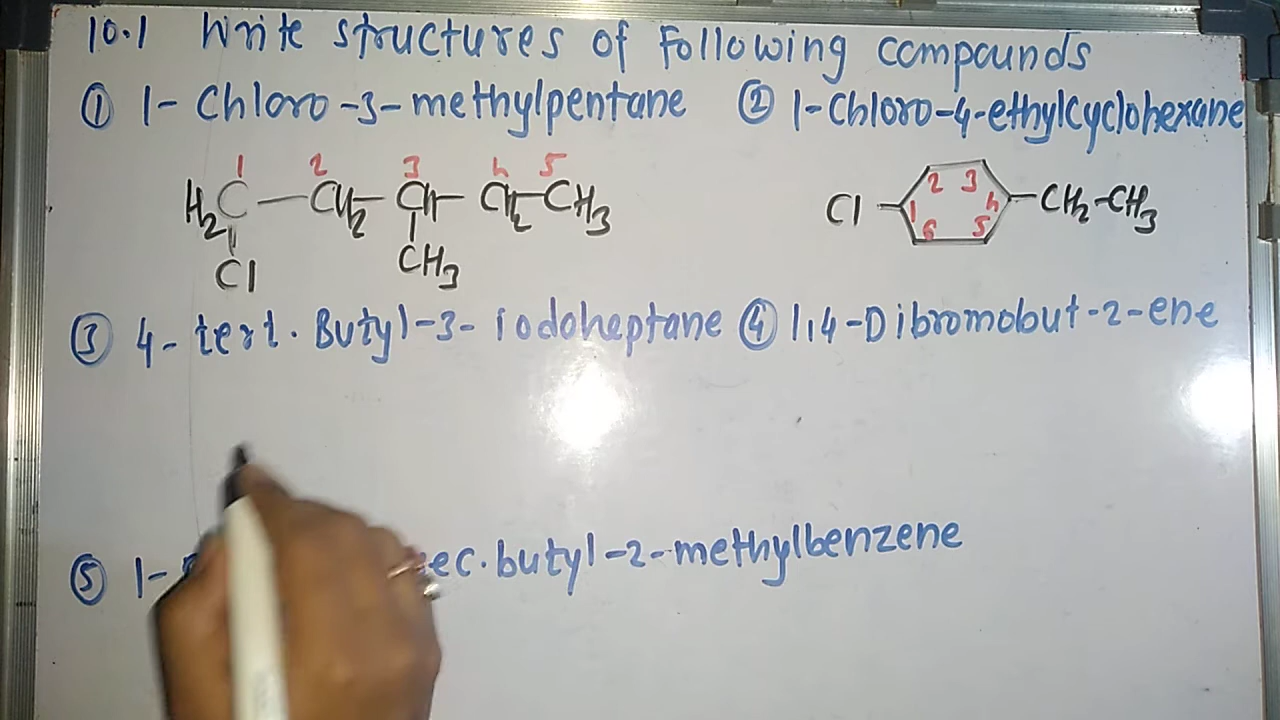 10.1 Write structures of Following compounds
① 1-Chloro-3-methylpentane ② 1-Chloro-4-ethylcyclohexane
1 2 3 4 5
H₂C—CH₂-CH-CH₂-CH₃
Cl CH₃
2 3
Cl 1 4 CH₂-CH₃
6 5
③ 4-tert.Butyl-3-iodoheptane ④ 1,4-Dibromobut-2-ene
⑤ 1- butyl-2-methylbenzene